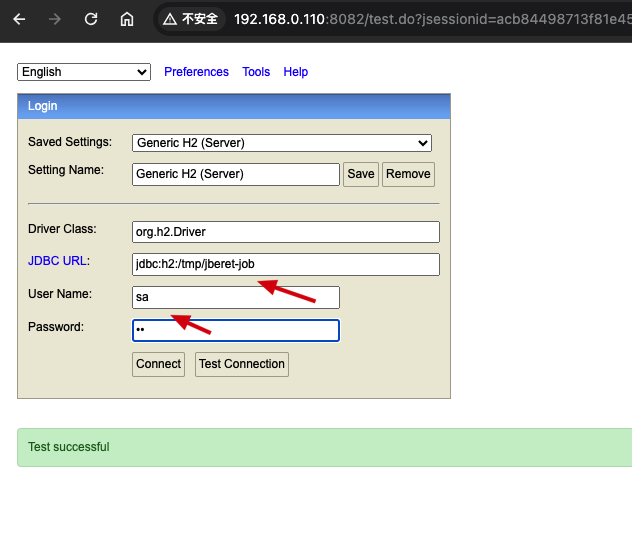 不安全 192.168.0.110:8082/test.do?jsessionid=acb84498713f81e45
English Preferences Tools Help
Login
Saved Settings: Generic H2 (Server)
Setting Name: Generic H2 (Server) Save Remove
Driver Class: org.h2.Driver
JDBC URL: jdbc:h2:/tmp/jberet-job
User Name: sa
Password: ••
Connect Test Connection
Test successful